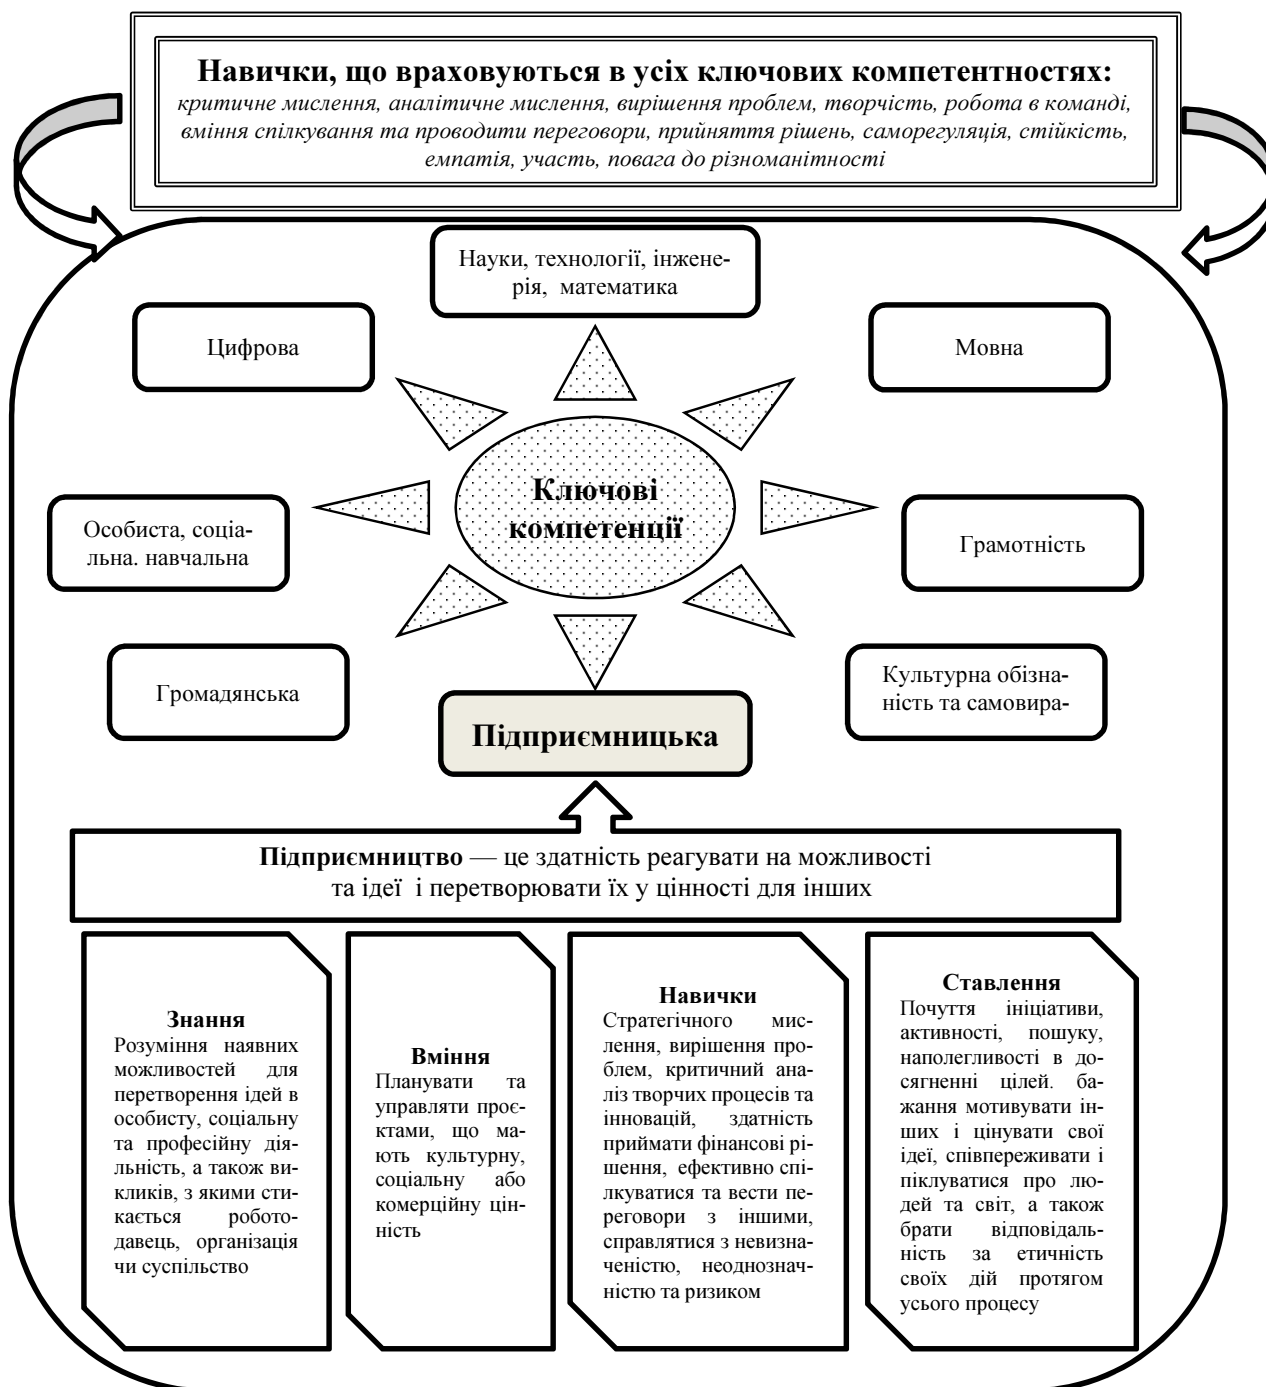 Навички, що враховуються в усіх ключових компетентностях:
критичне мислення, аналітичне мислення, вирішення проблем, творчість, робота в команді,
вміння спілкування та проводити переговори, прийняття рішень, саморегуляція, стійкість,
емпатія, участь, повага до різноманітності
Науки, технології, інжене-
рія, математика
Цифрова
Мовна
Ключові
компетенції
Особиста, соціа-
льна. навчальна
Грамотність
Громадянська
Культурна обізна-
ність та самовира-
Підприємницька
Підприємництво — це здатність реагувати на можливості
та ідеї і перетворювати їх у цінності для інших
Знання
Розуміння наявних
можливостей для
перетворення ідей в
особисту, соціальну
та професійну дія-
льність, а також ви-
кликів, з якими сти-
кається робото-
давець, організація
чи суспільство
Вміння
Планувати та
управляти проє-
ктами, що ма-
ють культурну,
соціальну або
комерційну цін-
ність
Навички
Стратегічного мис-
лення, вирішення про-
блем, критичний ана-
ліз творчих процесів та
інновацій, здатність
приймати фінансові рі-
шення, ефективно спі-
лкуватися та вести пе-
реговори з іншими,
справлятися з невизна-
ченістю, неоднознач-
ністю та ризиком
Ставлення
Почуття ініціативи,
активності, пошуку,
наполегливості в до-
сягненні цілей. ба-
жання мотивувати ін-
ших і цінувати свої
ідеї, співпереживати і
піклуватися про лю-
дей та світ, а також
брати відповідаль-
ність за етичність
своїх дій протягом
усього процесу